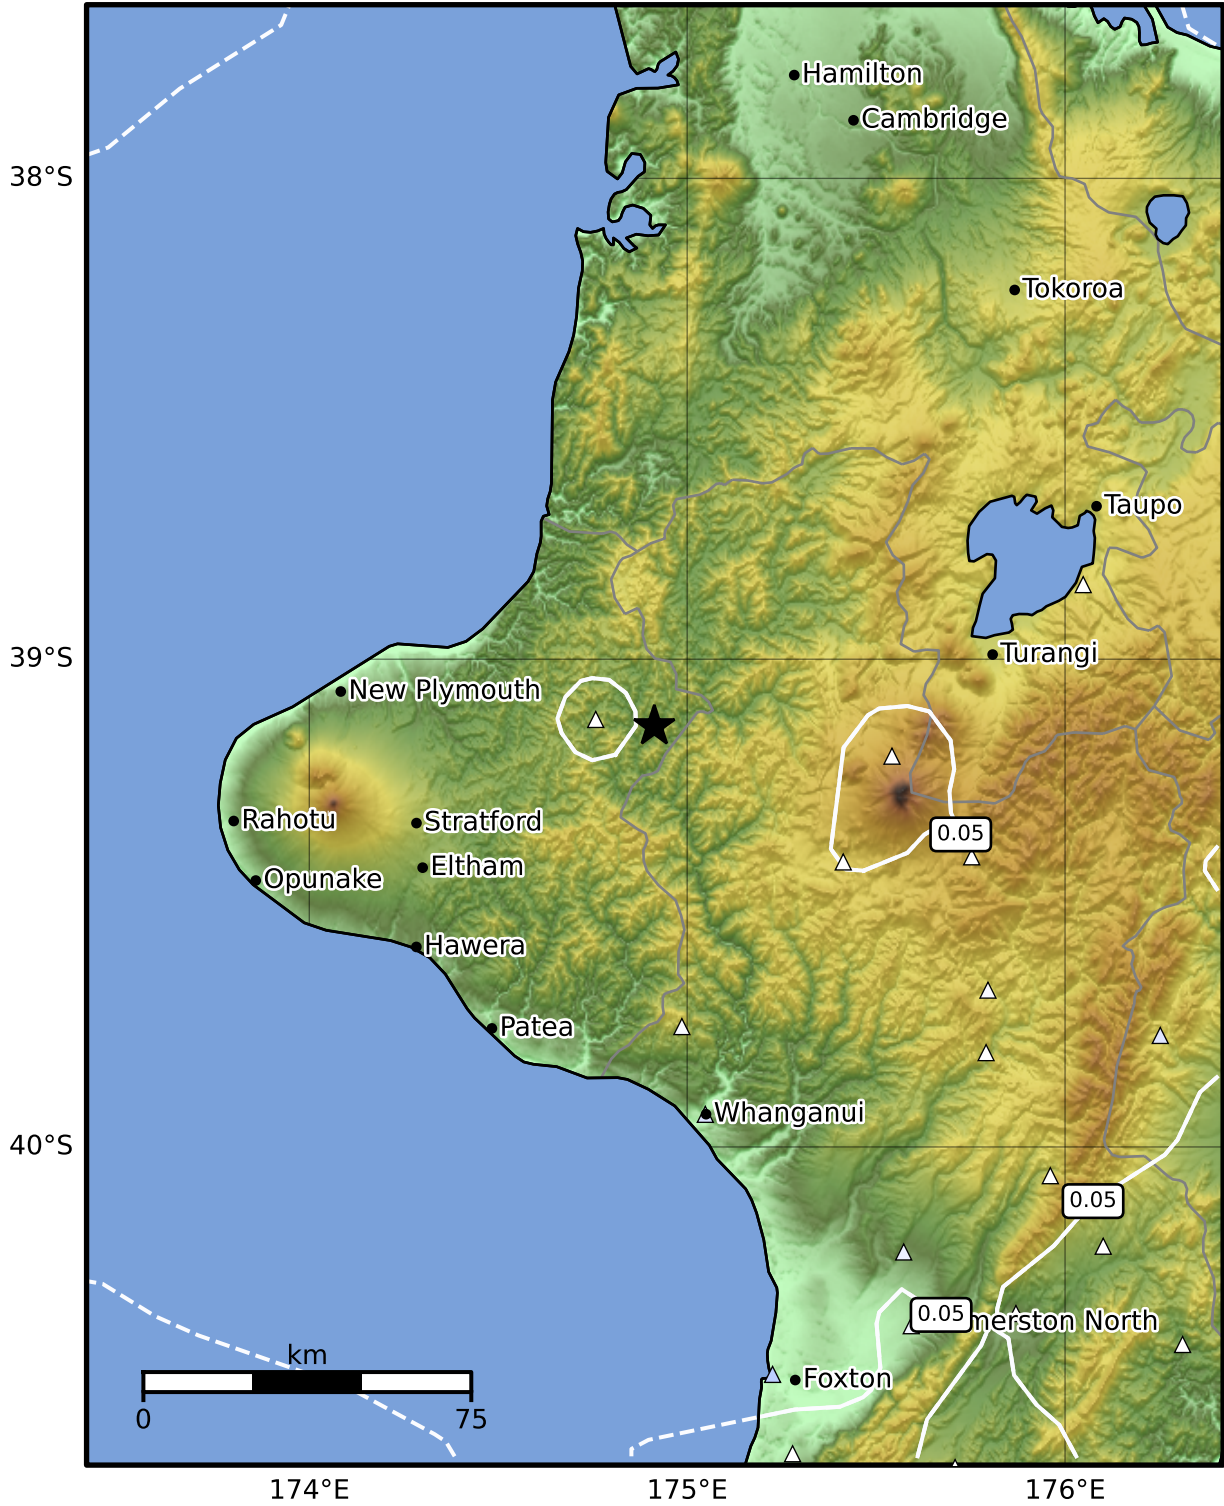 Hamilton
Cambridge
38°S
Tokoroa
Taupo
39°S
Turangi
New Plymouth
Rahotu
Stratford
0.05
Eltham
Opunake
Hawera
Patea
Whanganui
40°S
0.05
0.05
merston North
km
Foxton
0
75
174°E
175°E
176°E